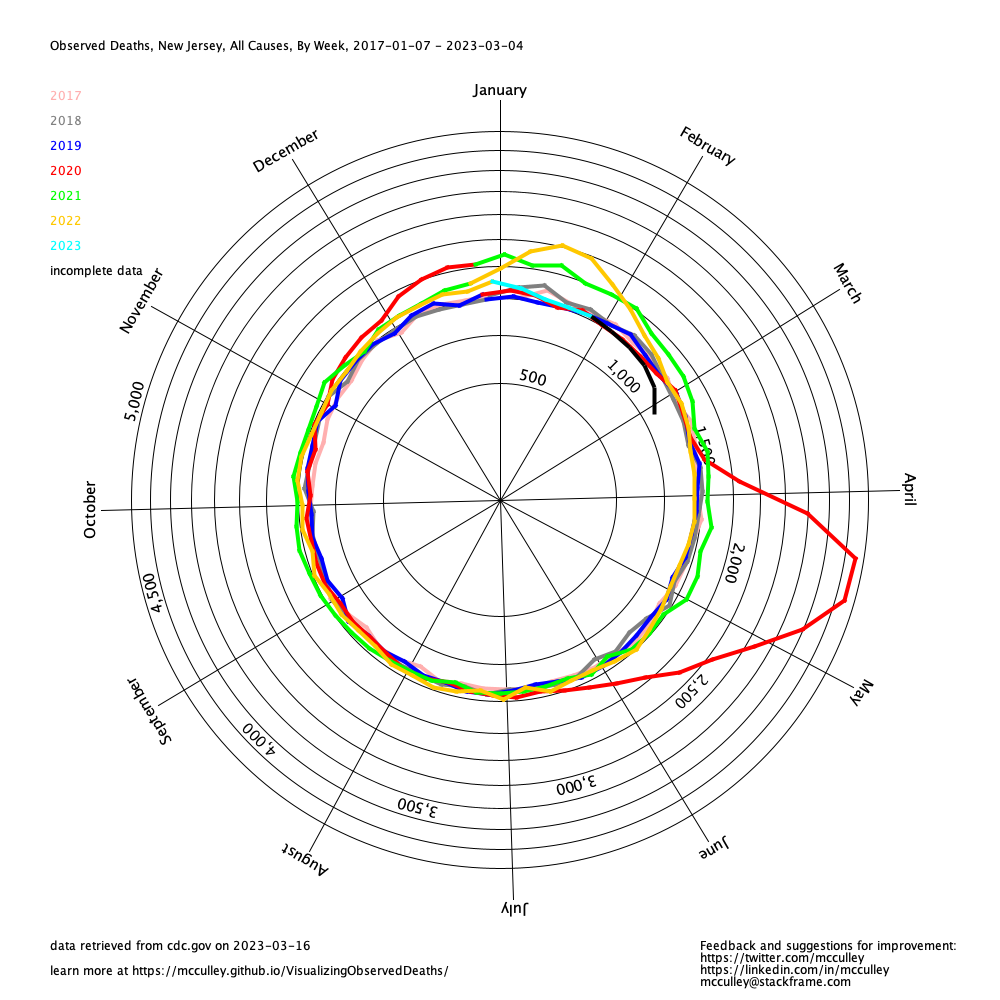 Observed Deaths, New Jersey, All Causes, By Week, 2017-01-07 - 2023-03-04
2017
2018
2019
2020
2021
2022
2023
incomplete data
January
February
March
April
May
June
July
August
September
October
November
December
500
1,000
1,500
2,000
2,500
3,000
3,500
4,000
4,500
5,000
data retrieved from cdc.gov on 2023-03-16
learn more at https://mcculley.github.io/VisualizingObservedDeaths/
Feedback and suggestions for improvement:
https://twitter.com/mcculley
https://linkedin.com/in/mcculley
mcculley@stackframe.com